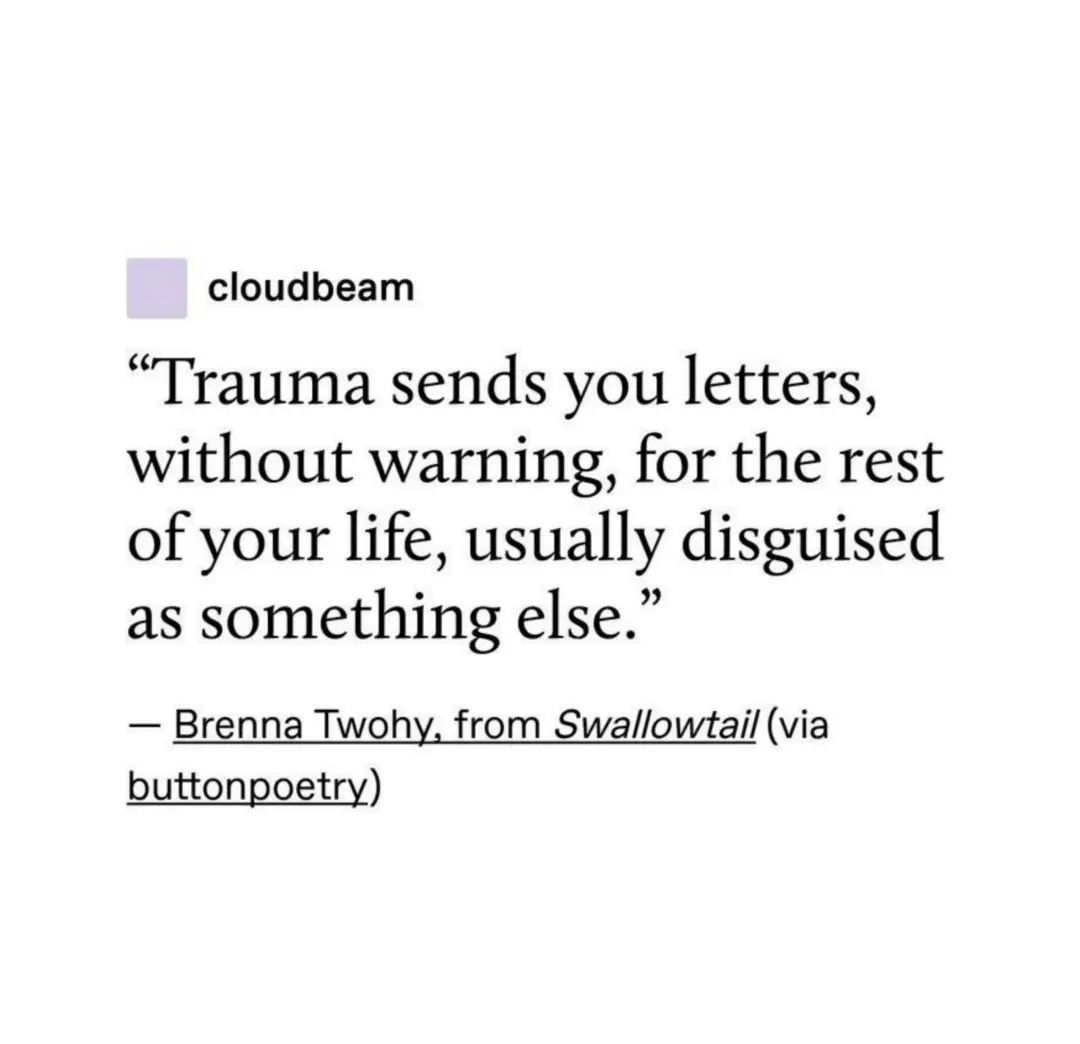 cloudbeam
“Trauma sends you letters,
without warning, for the rest
of your life, usually disguised
as something else.”
— Brenna Twohy, from Swallowtail (via
buttonpoetry)